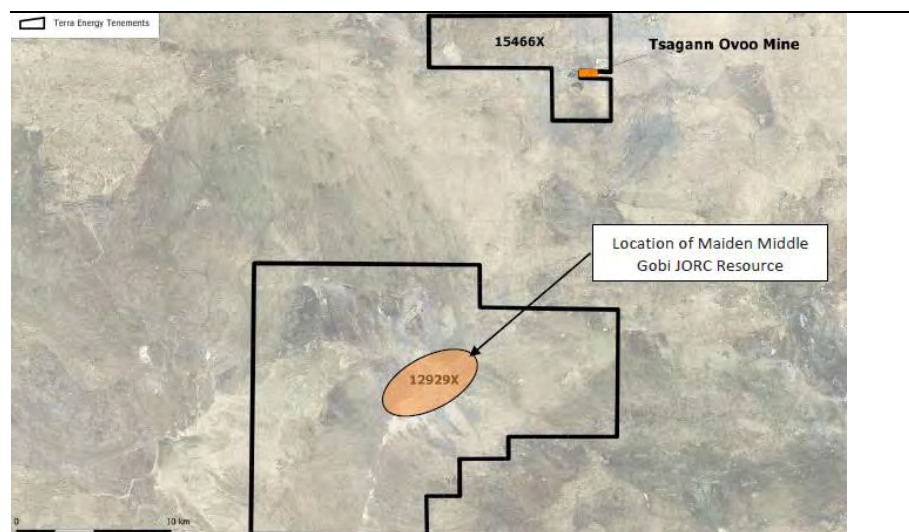 Terra Energy Tenements
15466X
Tsagann Ovoo Mine
Location of Maiden Middle
Gobi JORC Resource
12929X
0
10 km